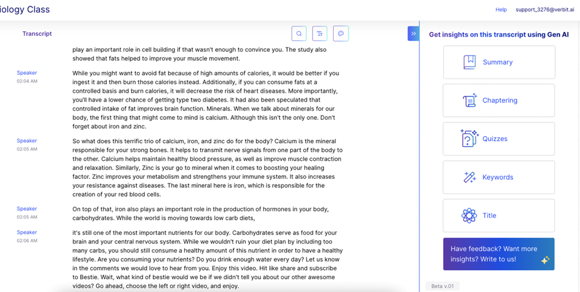 iology Class
Help
support_3276@verbit.ai
Transcript
play an important role in cell building if that wasn't enough to convince you. The study also
showed that fats helped to improve your muscle movement.
Speaker
02:04 AM
While you might want to avoid fat because of high amounts of calories, it would be better if you
ingest it and then burn those calories instead. Additionally, if you can consume fats at a
controlled basis and burn calories, it will decrease the risk of heart diseases. More importantly,
you'll have a lower chance of getting type two diabetes. It had also been speculated that
controlled intake of fat improves brain function. Minerals. When we talk about minerals for our
body, the first thing that might come to mind is calcium. Although this isn't the only one. Don't
forget about iron and zinc.
Speaker
02:05 AM
So what does this terrific trio of calcium, iron, and zinc do for the body? Calcium is the mineral
responsible for your strong bones. It helps to transmit nerve signals from one part of the body to
the other. Calcium helps maintain healthy blood pressure, as well as improve muscle contraction
and relaxation. Similarly, Zinc is your go to mineral when it comes to boosting your healing
factor. Zinc improves your metabolism and strengthens your immune system. It also increases
your resistance against diseases. The last mineral here is iron, which is responsible for the
creation of your red blood cells.
Speaker
02:05 AM
On top of that, iron also plays an important role in the production of hormones in your body,
carbohydrates. While the world is moving towards low carb diets,
Speaker
02:06 AM
it's still one of the most important nutrients for our body. Carbohydrates serve as food for your
brain and your central nervous system. While we wouldn't ruin your diet plan by including too
many carbs, you should still consume a healthy amount of this nutrient in order to have a healthy
lifestyle. Are you consuming your nutrients? Do you drink enough water every day? Let us know
in the comments we would love to hear from you. Enjoy this video. Hit like share and subscribe
to Bestie. Wait, what kind of bestie would we be if we didn't tell you about our other awesome
videos? Go ahead, choose the left or right video, and enjoy.
Get insights on this transcript using Gen AI
Summary
Chaptering
Quizzes
Keywords
Title
Have feedback? Want more
insights? Write to us!
Beta v.01